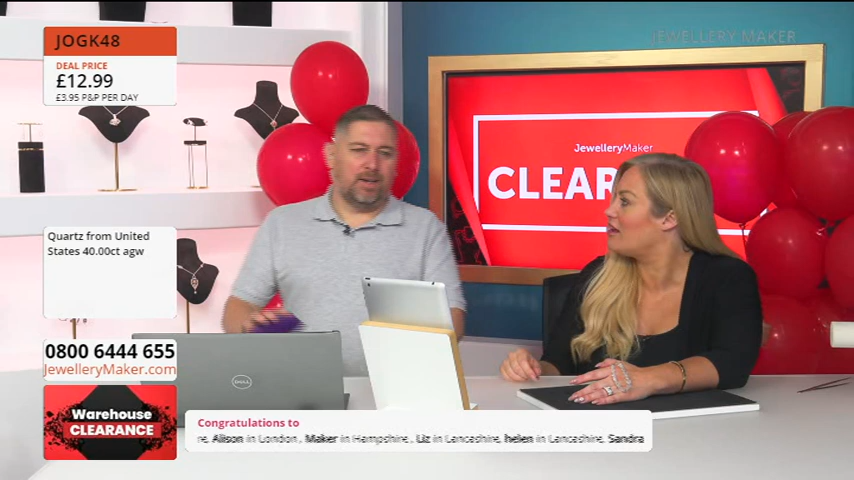 JOGK48
DEAL PRICE
£12.99
£3.95 P&P PER DAY
JEWELLERY MAKER
JewelleryMaker
CLEAR
Quartz from United
States 40.00ct agw
0800 6444 655
JewelleryMaker.com
DELL
Warehouse
CLEARANCE
Congratulations to
re, Alison in London, Maker in Hampshire, Liz in Lancashire, helen in Lancashire, Sandra